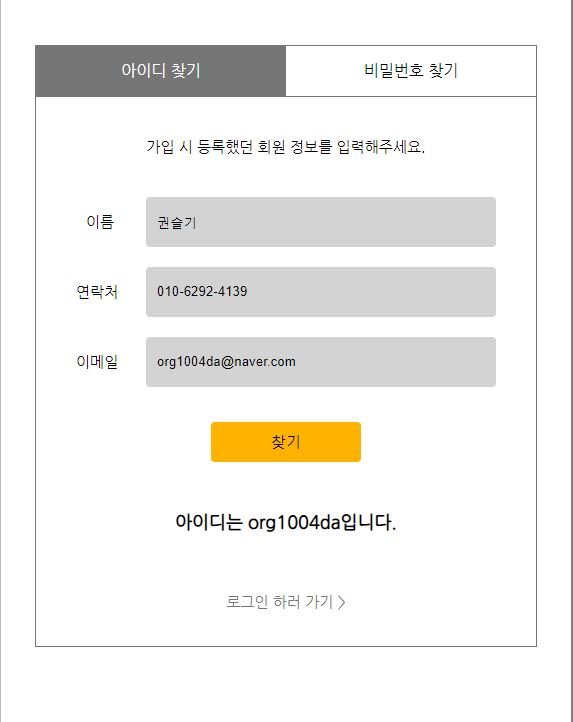 아이디 찾기
비밀번호 찾기
가입 시 등록했던 회원 정보를 입력해주세요.
이름
권슬기
연락처
010-6292-4139
이메일
org1004da@naver.com
찾기
아이디는 org1004da입니다.
로그인 하러 가기 >